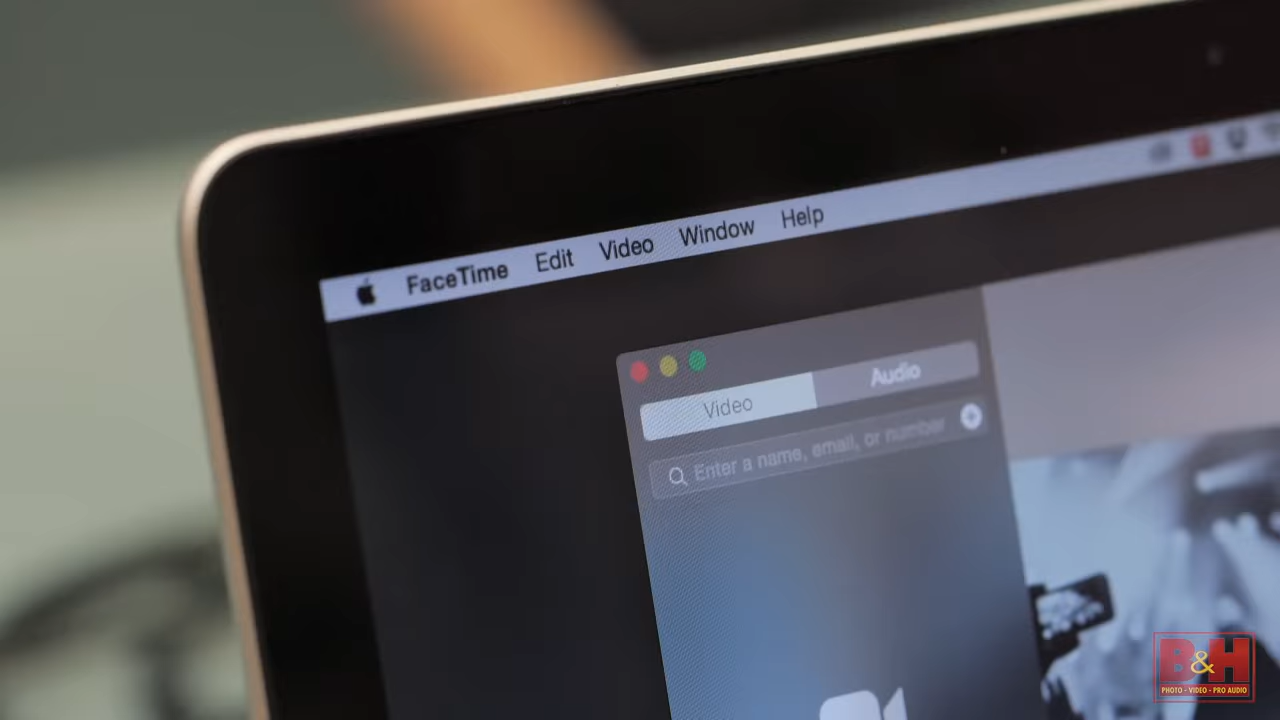 FaceTime Edit Video Window Help
Video Audio
Enter a name, email, or number
B&H
PHOTO - VIDEO - PRO AUDIO